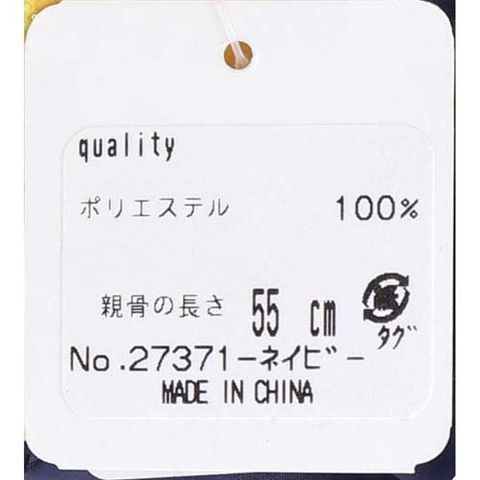 quality
ポリエステル 100%
親骨の長さ 55 cm
タグ
No.27371-ネイビ-
MADE IN CHINA